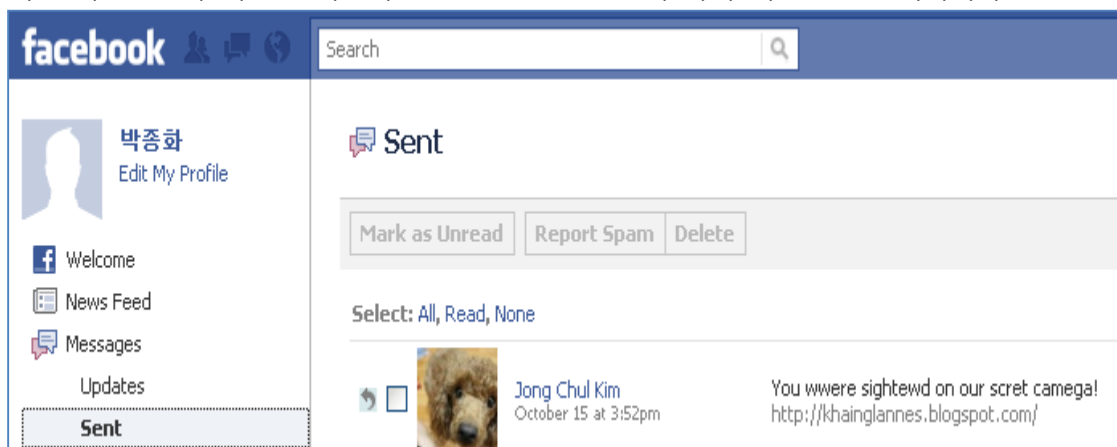 facebook
Search
박종화
Edit My Profile
Sent
Mark as Unread Report Spam Delete
Welcome
News Feed
Select: All, Read, None
Messages
Updates
Jong Chul Kim
You wwere sightewd on our scret camega!
October 15 at 3:52pm
http://khainglannes.blogspot.com/
Sent